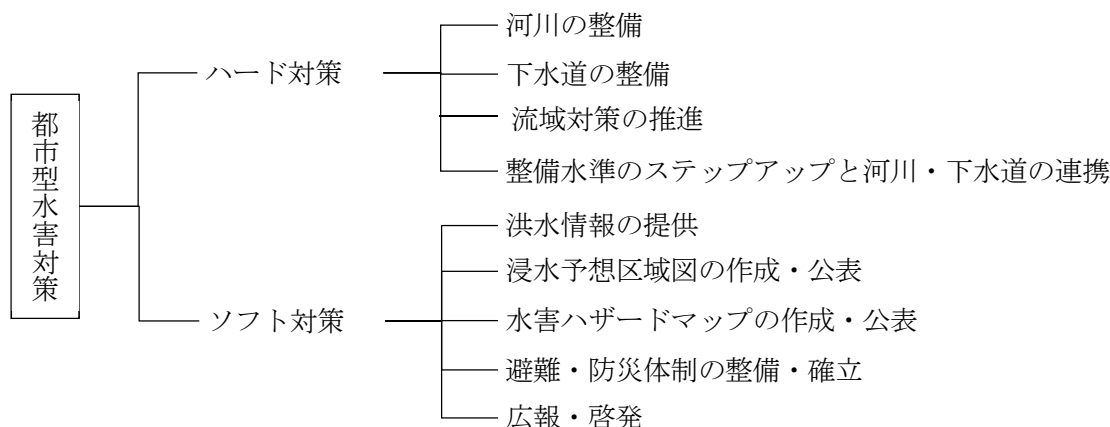 都市型水害対策
ハード対策
河川の整備
下水道の整備
流域対策の推進
整備水準のステップアップと河川・下水道の連携
ソフト対策
洪水情報の提供
浸水予想区域図の作成・公表
水害ハザードマップの作成・公表
避難・防災体制の整備・確立
広報・啓発